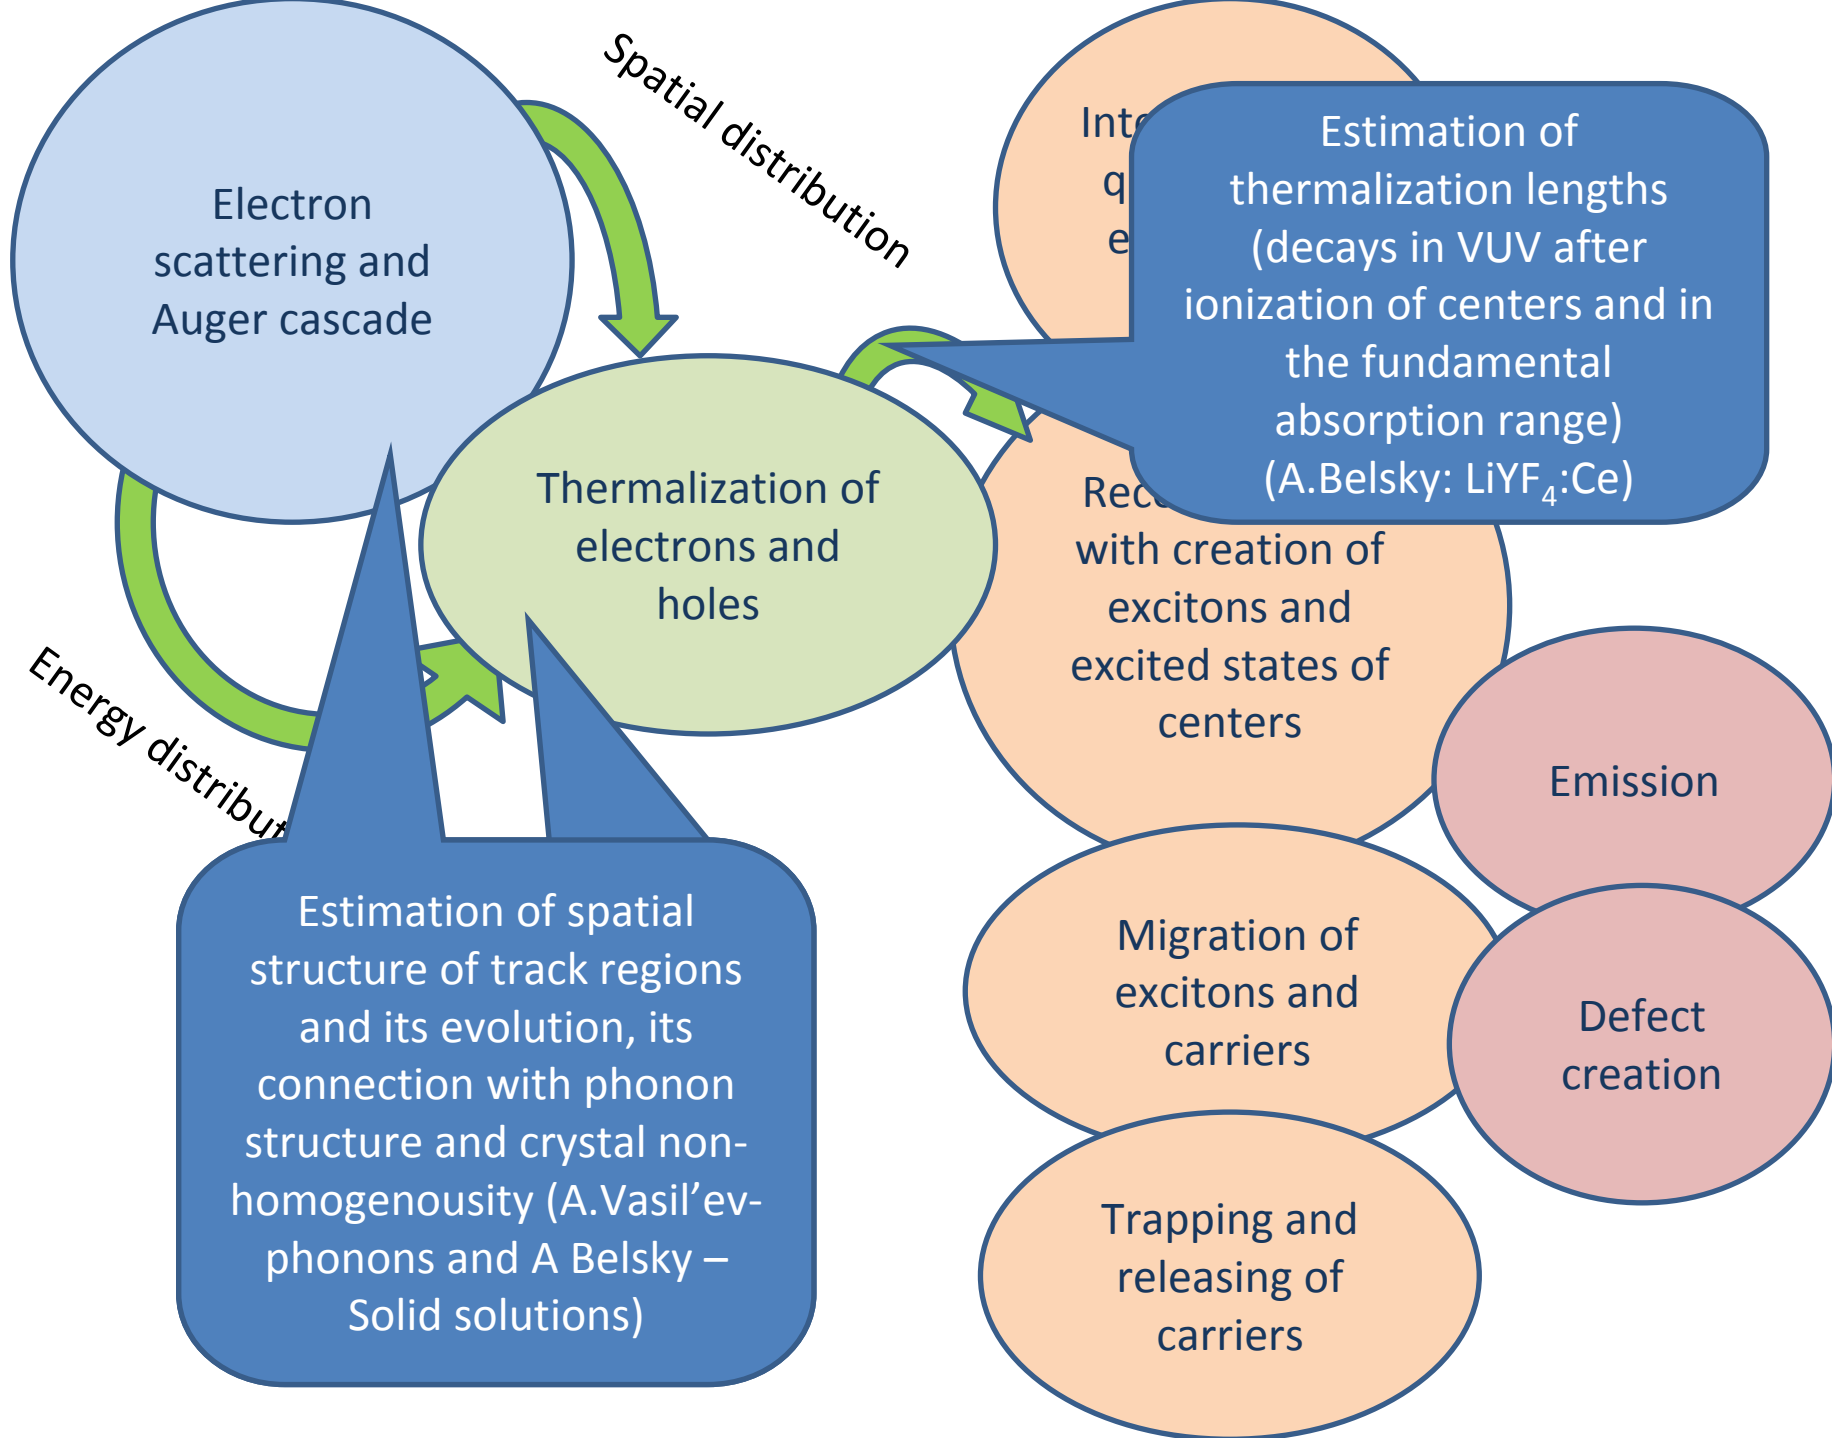 Electron
scattering and
Auger cascade
Spatial distribution
Estimation of
thermalization lengths
(decays in VUV after
ionization of centers and in
the fundamental
absorption range)
(A.Belsky: LiYF₄:Ce)
Thermalization of
electrons and
holes
with creation of
excitons and
excited states of
centers
Energy
Emission
Estimation of spatial
structure of track regions
and its evolution, its
connection with phonon
structure and crystal non-
homogenousity (A.Vasil’ev-
phonons and A Belsky –
Solid solutions)
Migration of
excitons and
carriers
Defect
creation
Trapping and
releasing of
carriers